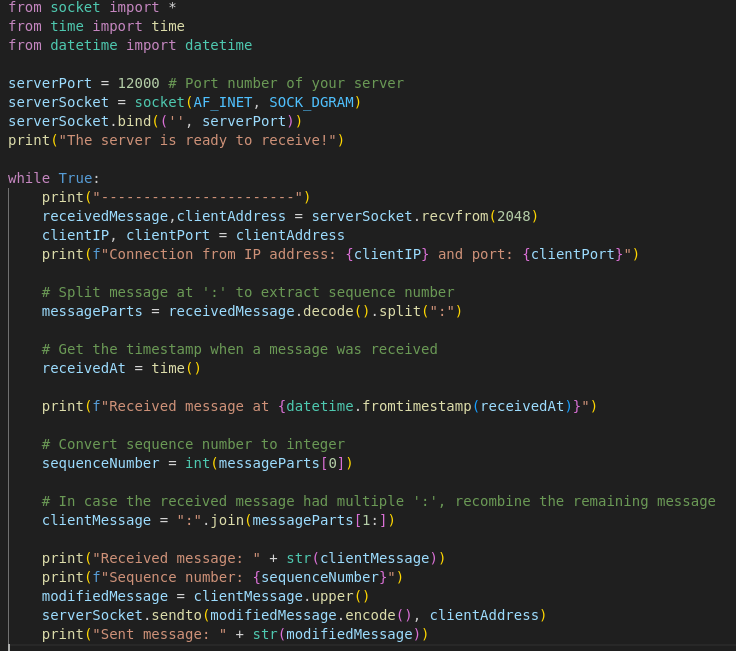 from socket import *
from time import time
from datetime import datetime

serverPort = 12000 # Port number of your server
serverSocket = socket(AF_INET, SOCK_DGRAM)
serverSocket.bind(('', serverPort))
print("The server is ready to receive!")

while True:
    print("-----------------------")
    receivedMessage,clientAddress = serverSocket.recvfrom(2048)
    clientIP, clientPort = clientAddress
    print(f"Connection from IP address: {clientIP} and port: {clientPort}")

    # Split message at ':' to extract sequence number
    messageParts = receivedMessage.decode().split(":")

    # Get the timestamp when a message was received
    receivedAt = time()

    print(f"Received message at {datetime.fromtimestamp(receivedAt)}")

    # Convert sequence number to integer
    sequenceNumber = int(messageParts[0])

    # In case the received message had multiple ':', recombine the remaining message
    clientMessage = ":".join(messageParts[1:])

    print("Received message: " + str(clientMessage))
    print(f"Sequence number: {sequenceNumber}")
    modifiedMessage = clientMessage.upper()
    serverSocket.sendto(modifiedMessage.encode(), clientAddress)
    print("Sent message: " + str(modifiedMessage))